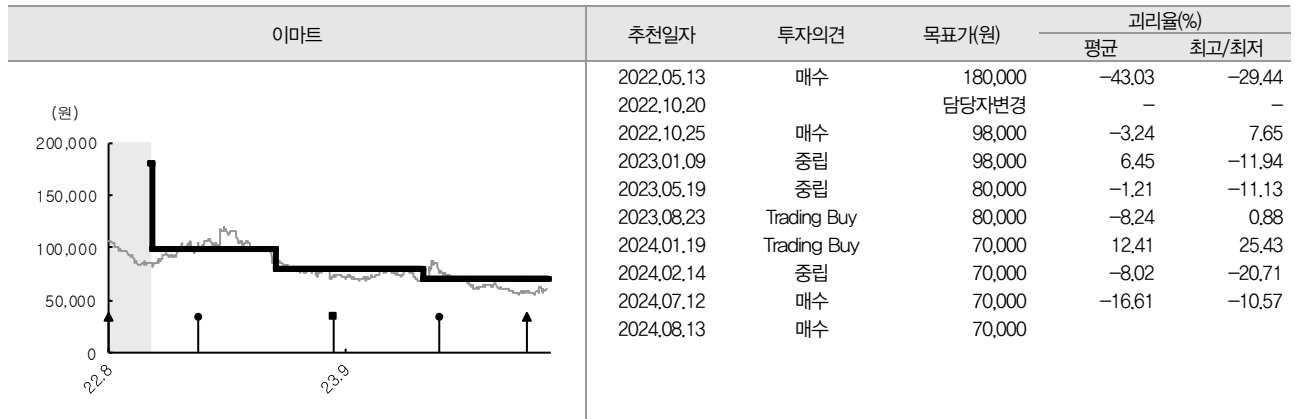 이마트 추천일자 투자의견 목표가(원) 괴리율(%)
평균 최고/최저
2022.05.13 매수 180,000 −43.03 −29.44
2022.10.20 담당자변경 − −
2022.10.25 매수 98,000 −3.24 7.65
2023.01.09 중립 98,000 6.45 −11.94
2023.05.19 중립 80,000 −1.21 −11.13
2023.08.23 Trading Buy 80,000 −8.24 0.88
2024.01.19 Trading Buy 70,000 12.41 25.43
2024.02.14 중립 70,000 −8.02 −20.71
2024.07.12 매수 70,000 −16.61 −10.57
2024.08.13 매수 70,000
(원)
200,000
150,000
100,000
50,000
0
22.8 23.9